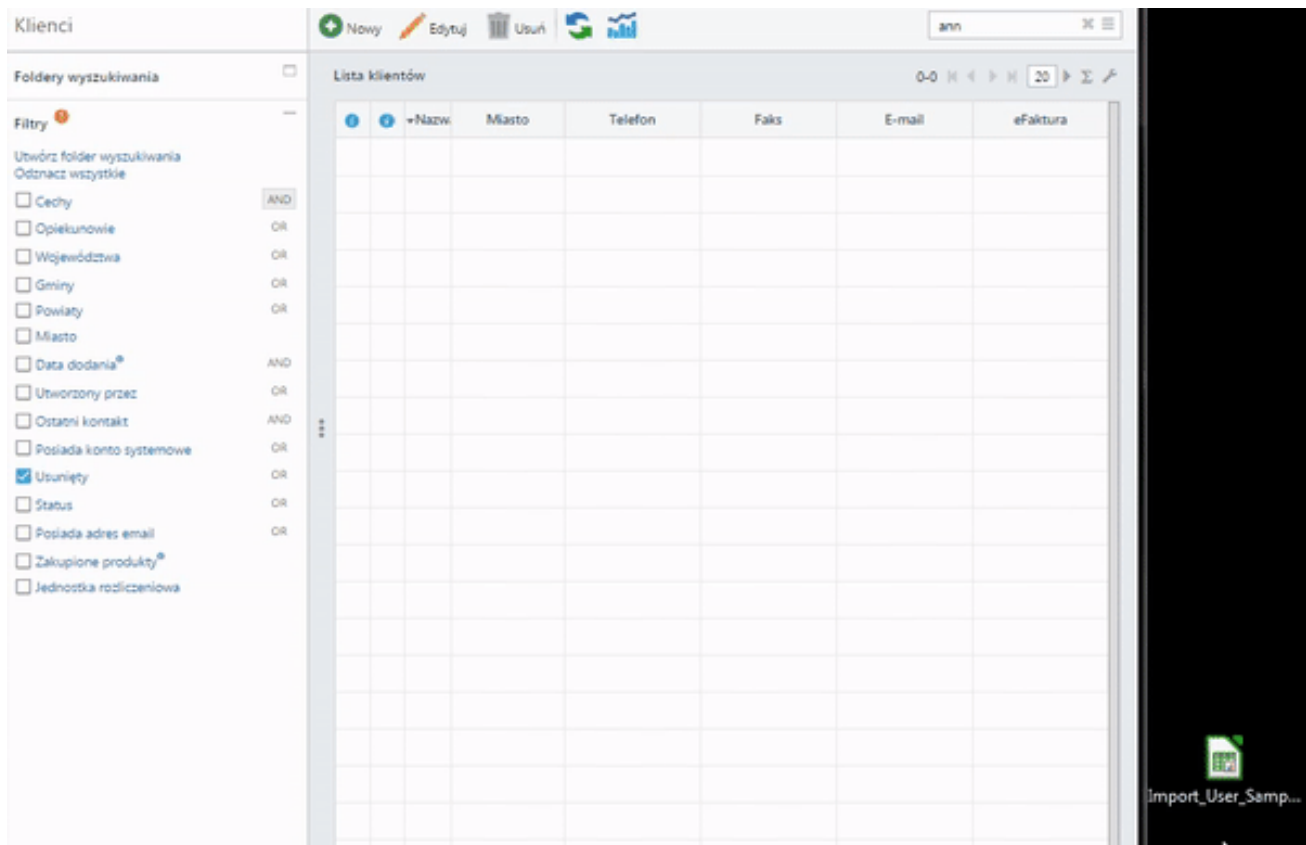 Klienci
Nowy Edytuj Usuń
ann
Foldery wyszukiwania
Lista klientów
0-0 20 Σ
Filtry
Nazw. Miasto Telefon Faks E-mail eFaktura
Utwórz folder wyszukiwania
Odznacz wszystkie
Cechy AND
Opiekunowie OR
Województwa OR
Gminy OR
Powiaty OR
Miasto
Data dodania AND
Utworzony przez OR
Ostatni kontakt AND
Posiada konto systemowe OR
Usunięty OR
Status OR
Posiada adres email OR
Zakupione produkty
Jednostka rozliczeniowa
Import_User_Samp...